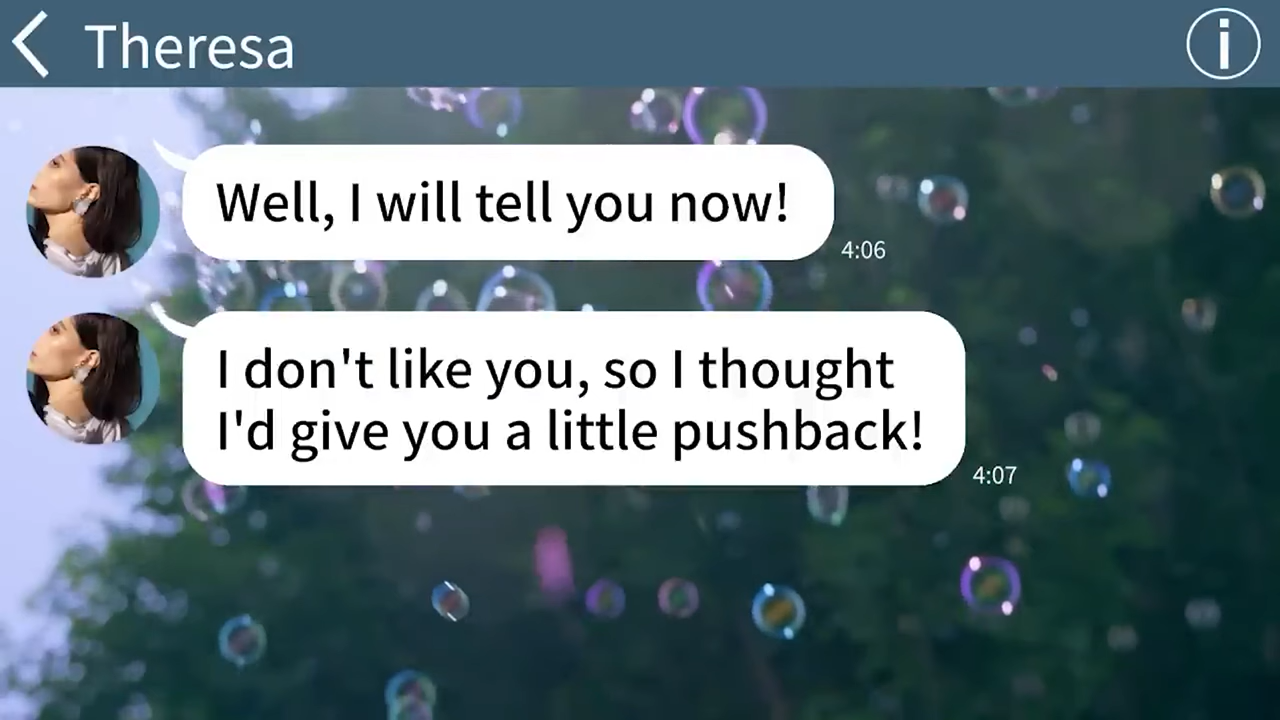 Theresa
Well, I will tell you now!
4:06
I don't like you, so I thought
I'd give you a little pushback!
4:07